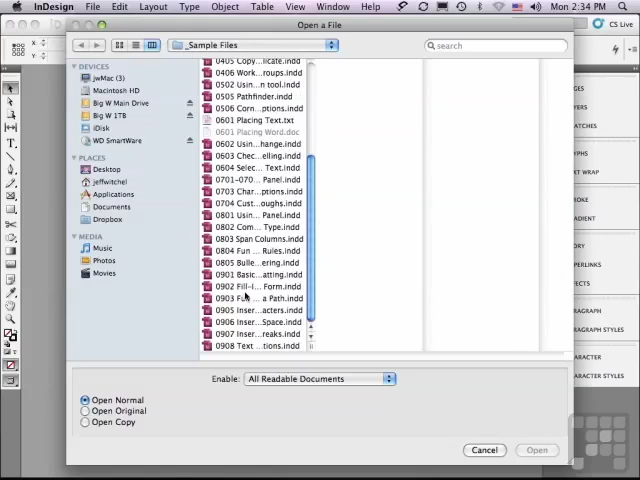 InDesign File Edit Layout Type Object Table View Window Help Mon 2:34 PM
Open a File
X:
Y:
_Sample Files
search
CS Live
DEVICES
jwMac (3)
Macintosh HD
Big W Main Drive
Big W 1TB
iDisk
WD SmartWare
PLACES
Desktop
jeffwitchel
Applications
Documents
Dropbox
MEDIA
Music
Photos
Movies
0405 Copy...licate.indd
0406 Work...roups.indd
0502 Usin...n tool.indd
0505 Pathfinder.indd
0506 Corn...ptions.indd
0601 Placing Text.txt
0601 Placing Word.doc
0602 Usin...hange.indd
0603 Chec...elling.indd
0604 Selec... Text.indd
0701-070... Panel.indd
0703 Char...ptions.indd
0704 Cust...oughs.indd
0801 Usin... Panel.indd
0802 Com... Type.indd
0803 Span Columns.indd
0804 Fun ... Rules.indd
0805 Bulle...ering.indd
0901 Basic...atting.indd
0902 Fill-I... Form.indd
0903 Fu... a Path.indd
0905 Inser...acters.indd
0906 Inser...Space.indd
0907 Inser...reaks.indd
0908 Text ...tions.indd
GES
YERS
ATCHES
YPHS
XT WRAP
ROKE
ADIENT
ORY
PERLINKS
FFECTS
RAGRAPH
RAGRAPH STYLES
ARACTER
ARACTER STYLES
Enable: All Readable Documents
Open Normal
Open Original
Open Copy
Cancel Open